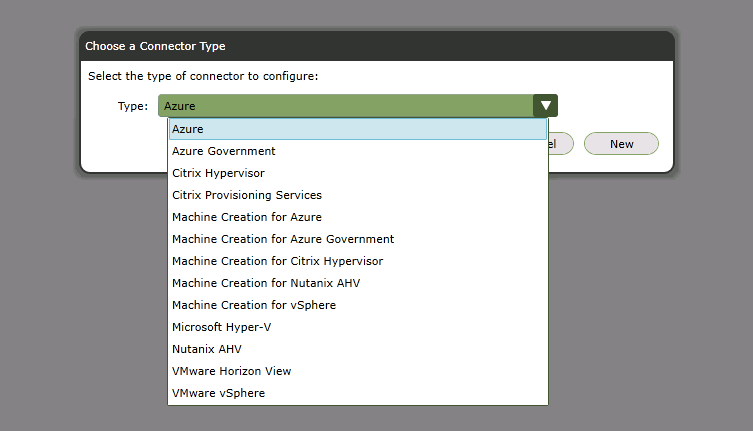 Choose a Connector Type
Select the type of connector to configure:
Type: Azure
Azure
Azure Government
el New
Citrix Hypervisor
Citrix Provisioning Services
Machine Creation for Azure
Machine Creation for Azure Government
Machine Creation for Citrix Hypervisor
Machine Creation for Nutanix AHV
Machine Creation for vSphere
Microsoft Hyper-V
Nutanix AHV
VMware Horizon View
VMware vSphere